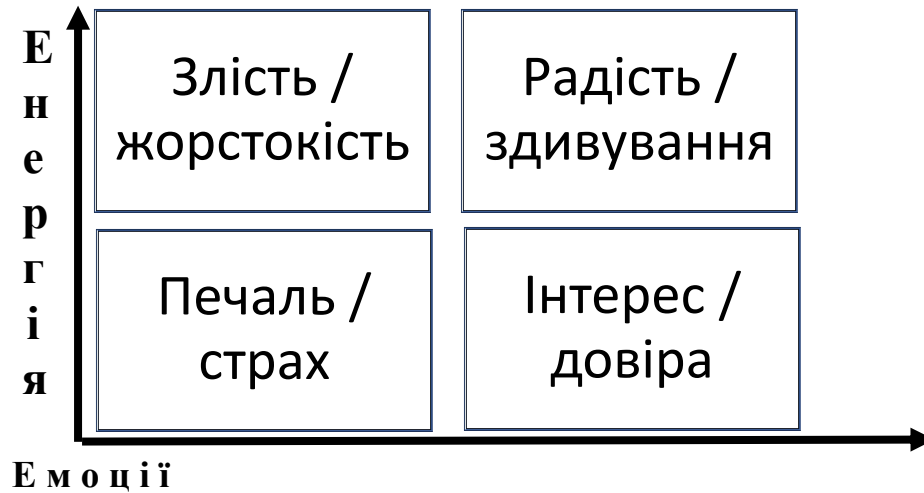 Енергія
Злість /
жорстокість
Радість /
здивування
Печаль /
страх
Інтерес /
довіра
Емоції